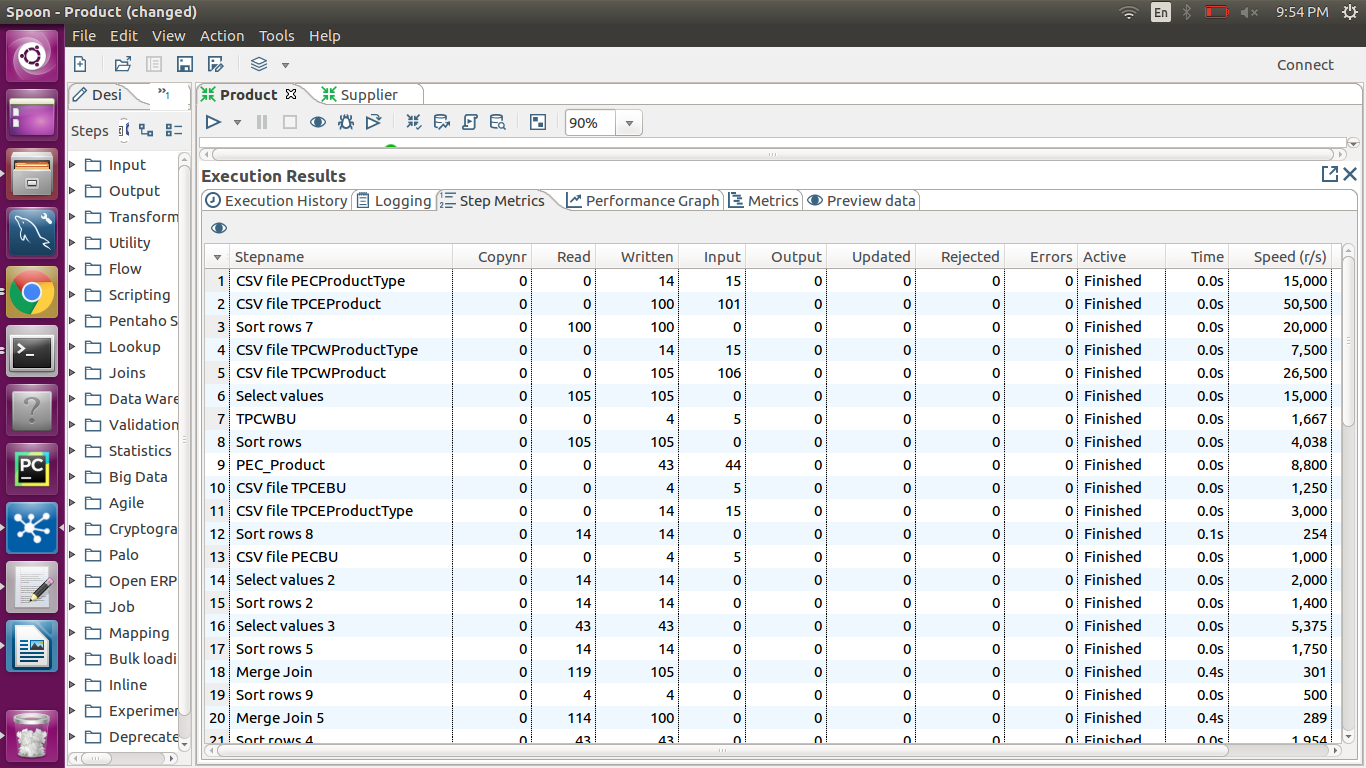 Spoon - Product (changed)
En
9:54 PM
File Edit View Action Tools Help
Connect
Desi
»1
Product
Supplier
Steps
90%
Input
Output
Transform
Utility
Flow
Scripting
Pentaho S
Lookup
Joins
Data Ware
Validation
Statistics
Big Data
Agile
Cryptogra
Palo
Open ERP
Job
Mapping
Bulk loadi
Inline
Experimen
Deprecate
Execution Results
Execution History Logging Step Metrics Performance Graph Metrics Preview data
Stepname Copynr Read Written Input Output Updated Rejected Errors Active Time Speed (r/s)
1 CSV file PECProductType 0 0 14 15 0 0 0 0 Finished 0.0s 15,000
2 CSV file TPCEProduct 0 0 100 101 0 0 0 0 Finished 0.0s 50,500
3 Sort rows 7 0 100 100 0 0 0 0 0 Finished 0.0s 20,000
4 CSV file TPCWProductType 0 0 14 15 0 0 0 0 Finished 0.0s 7,500
5 CSV file TPCWProduct 0 0 105 106 0 0 0 0 Finished 0.0s 26,500
6 Select values 0 105 105 0 0 0 0 0 Finished 0.0s 15,000
7 TPCWBU 0 0 4 5 0 0 0 0 Finished 0.0s 1,667
8 Sort rows 0 105 105 0 0 0 0 0 Finished 0.0s 4,038
9 PEC_Product 0 0 43 44 0 0 0 0 Finished 0.0s 8,800
10 CSV file TPCEBU 0 0 4 5 0 0 0 0 Finished 0.0s 1,250
11 CSV file TPCEProductType 0 0 14 15 0 0 0 0 Finished 0.0s 3,000
12 Sort rows 8 0 14 14 0 0 0 0 0 Finished 0.1s 254
13 CSV file PECBU 0 0 4 5 0 0 0 0 Finished 0.0s 1,000
14 Select values 2 0 14 14 0 0 0 0 0 Finished 0.0s 2,000
15 Sort rows 2 0 14 14 0 0 0 0 0 Finished 0.0s 1,400
16 Select values 3 0 43 43 0 0 0 0 0 Finished 0.0s 5,375
17 Sort rows 5 0 14 14 0 0 0 0 0 Finished 0.0s 1,750
18 Merge Join 0 119 105 0 0 0 0 0 Finished 0.4s 301
19 Sort rows 9 0 4 4 0 0 0 0 0 Finished 0.0s 500
20 Merge Join 5 0 114 100 0 0 0 0 0 Finished 0.4s 289
21 Sort rows 4 0 43 43 0 0 0 0 0 Finished 0.0s 1,954
PC